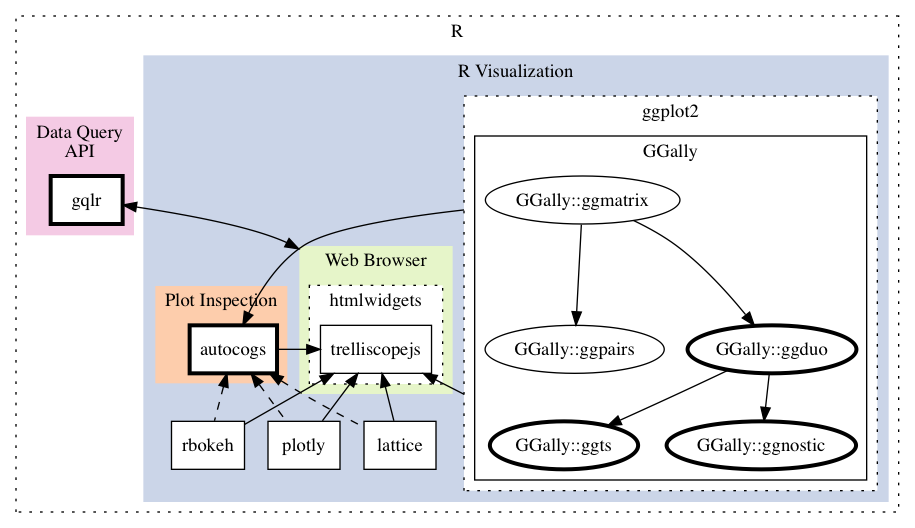 R
R Visualization
ggplot2
GGally
Data Query
API
gqlr
GGally::ggmatrix
Web Browser
Plot Inspection
htmlwidgets
autocogs
trelliscopejs
GGally::ggpairs
GGally::ggduo
rbokeh
plotly
lattice
GGally::ggts
GGally::ggnostic